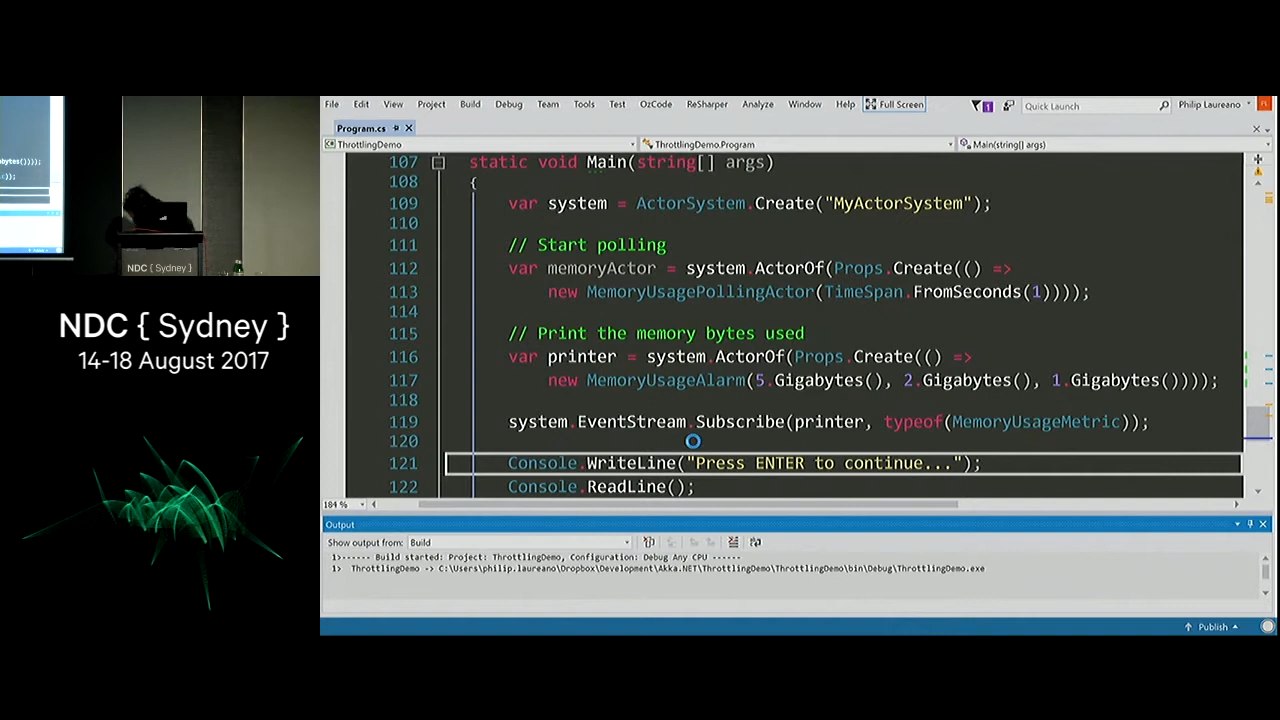 ytes())));
);
NDC { Sydney }
NDC { Sydney }
14-18 August 2017
File Edit View Project Build Debug Team Tools Test OzCode ReSharper Analyze Window Help Full Screen 1 Quick Launch Philip Laureano PL
Program.cs
ThrottlingDemo ThrottlingDemo.Program Main(string[] args)
107 static void Main(string[] args)
108 {
109 var system = ActorSystem.Create("MyActorSystem");
110
111 // Start polling
112 var memoryActor = system.ActorOf(Props.Create(() =>
113 new MemoryUsagePollingActor(TimeSpan.FromSeconds(1))));
114
115 // Print the memory bytes used
116 var printer = system.ActorOf(Props.Create(() =>
117 new MemoryUsageAlarm(5.Gigabytes(), 2.Gigabytes(), 1.Gigabytes())));
118
119 system.EventStream.Subscribe(printer, typeof(MemoryUsageMetric));
120
121 Console.WriteLine("Press ENTER to continue...");
122 Console.ReadLine();
184 %
Output
Show output from: Build
1>------ Build started: Project: ThrottlingDemo, Configuration: Debug Any CPU ------
1> ThrottlingDemo -> C:\Users\philip.laureano\Dropbox\Development\Akka.NET\ThrottlingDemo\ThrottlingDemo\bin\Debug\ThrottlingDemo.exe
Publish